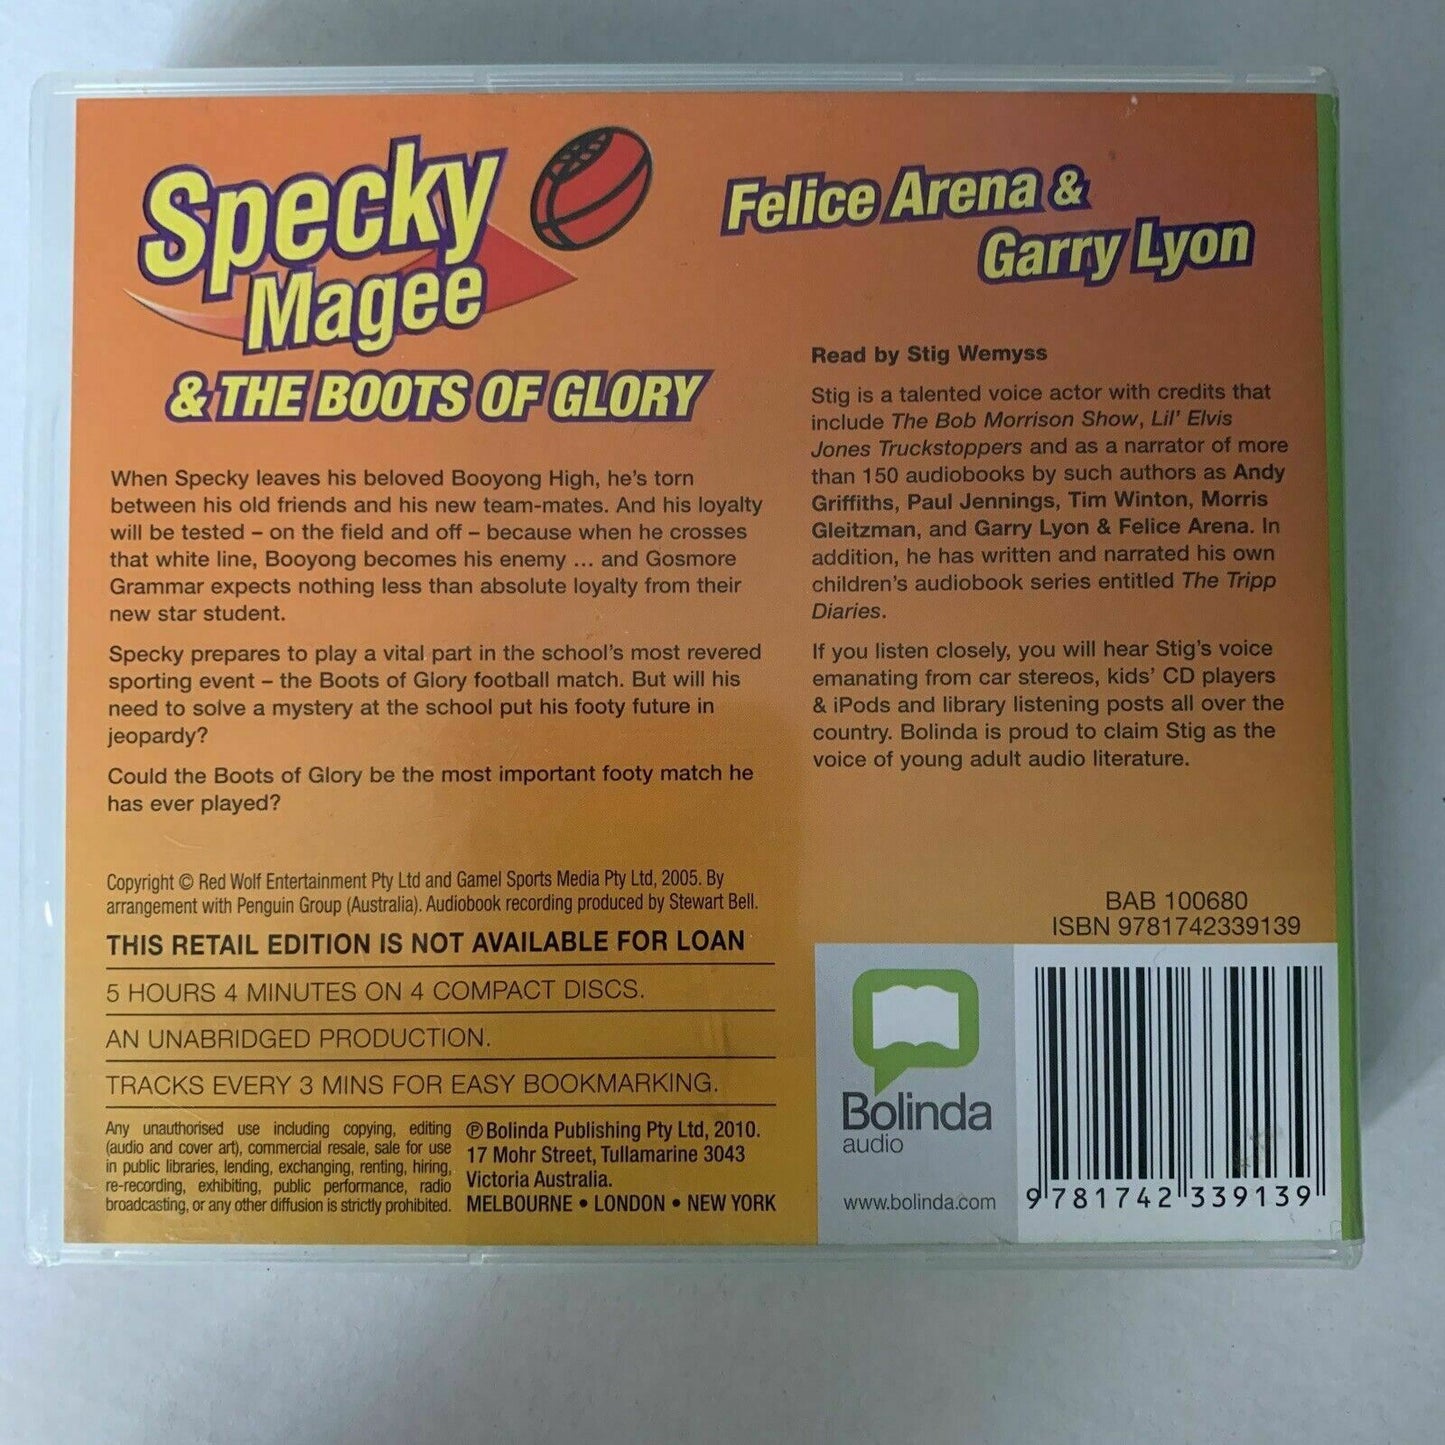 Specky
Magee
& THE BOOTS OF GLORY
When Specky leaves his beloved Booyong High, he's torn
between his old friends and his new team-mates. And his loyalty
will be tested – on the field and off – because when he crosses
that white line, Booyong becomes his enemy ... and Gosmore
Grammar expects nothing less than absolute loyalty from their
new star student.
Specky prepares to play a vital part in the school's most revered
sporting event – the Boots of Glory football match. But will his
need to solve a mystery at the school put his footy future in
jeopardy?
Could the Boots of Glory be the most important footy match he
has ever played?
Copyright © Red Wolf Entertainment Pty Ltd and Gamel Sports Media Pty Ltd, 2005. By
arrangement with Penguin Group (Australia). Audiobook recording produced by Stewart Bell.
THIS RETAIL EDITION IS NOT AVAILABLE FOR LOAN
5 HOURS 4 MINUTES ON 4 COMPACT DISCS.
AN UNABRIDGED PRODUCTION.
TRACKS EVERY 3 MINS FOR EASY BOOKMARKING.
Any unauthorised use including copying, editing
(audio and cover art), commercial resale, sale for use
in public libraries, lending, exchanging, renting, hiring,
re-recording, exhibiting, public performance, radio
broadcasting, or any other diffusion is strictly prohibited.
℗ Bolinda Publishing Pty Ltd, 2010.
17 Mohr Street, Tullamarine 3043
Victoria Australia.
MELBOURNE • LONDON • NEW YORK
Felice Arena &
Garry Lyon
Read by Stig Wemyss
Stig is a talented voice actor with credits that
include The Bob Morrison Show, Lil' Elvis
Jones Truckstoppers and as a narrator of more
than 150 audiobooks by such authors as Andy
Griffiths, Paul Jennings, Tim Winton, Morris
Gleitzman, and Garry Lyon & Felice Arena. In
addition, he has written and narrated his own
children's audiobook series entitled The Tripp
Diaries.
If you listen closely, you will hear Stig's voice
emanating from car stereos, kids' CD players
& iPods and library listening posts all over the
country. Bolinda is proud to claim Stig as the
voice of young adult audio literature.
BAB 100680
ISBN 9781742339139
Bolinda
audio
www.bolinda.com
9 781742 339139